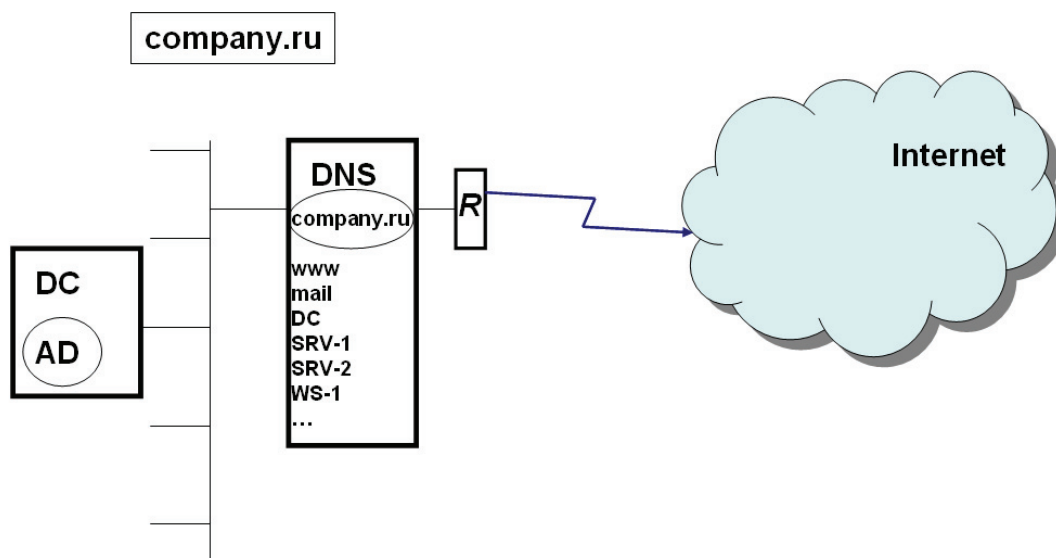 company.ru
DNS
company.ru
www
mail
DC
SRV-1
SRV-2
WS-1
...
R
Internet
DC
AD